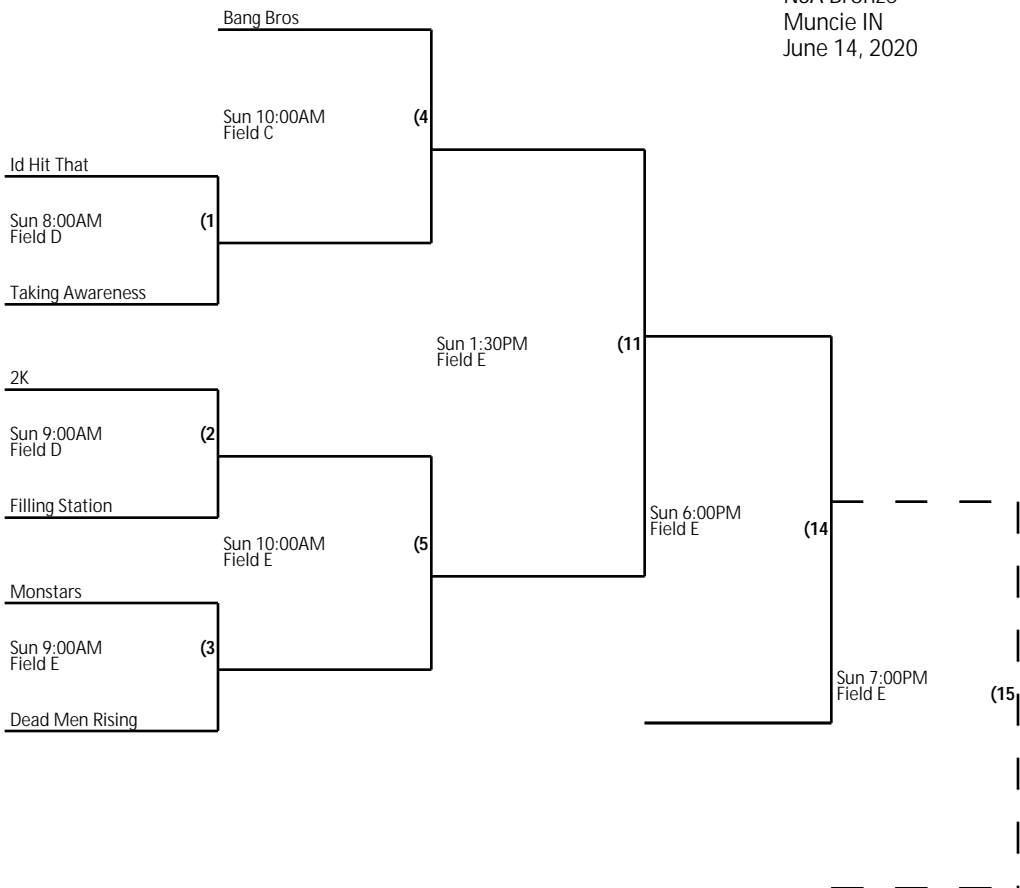 Muncie IN
June 14, 2020
Bang Bros
Sun 10:00AM (4
Field C
Id Hit That
Sun 8:00AM (1
Field D
Taking Awareness
Sun 1:30PM (11
Field E
2K
Sun 9:00AM (2
Field D
Filling Station
Sun 10:00AM (5
Field E
Sun 6:00PM (14
Field E
Monstars
Sun 9:00AM (3
Field E
Dead Men Rising
Sun 7:00PM (15
Field E